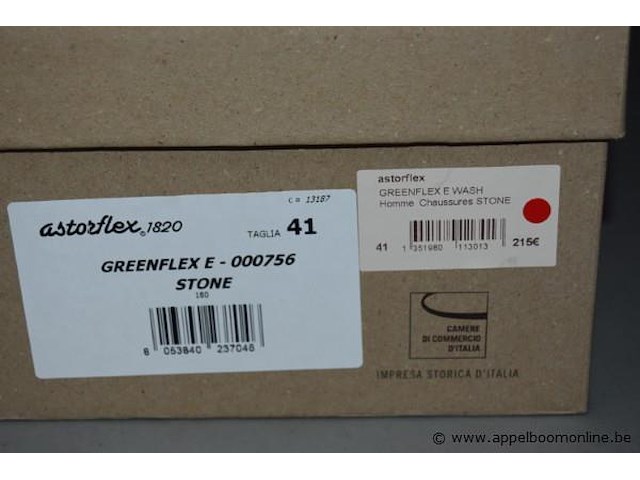 c = 13187
astorflex 1820
TAGLIA 41
GREENFLEX E - 000756
STONE
160
8 053840 237046
astorflex
GREENFLEX E WASH
Homme Chaussures STONE
41
1 351980 113013
215€
CAMERE
DI COMMERCIO
D'ITALIA
IMPRESA STORICA D'ITALIA
© www.appelboomonline.be